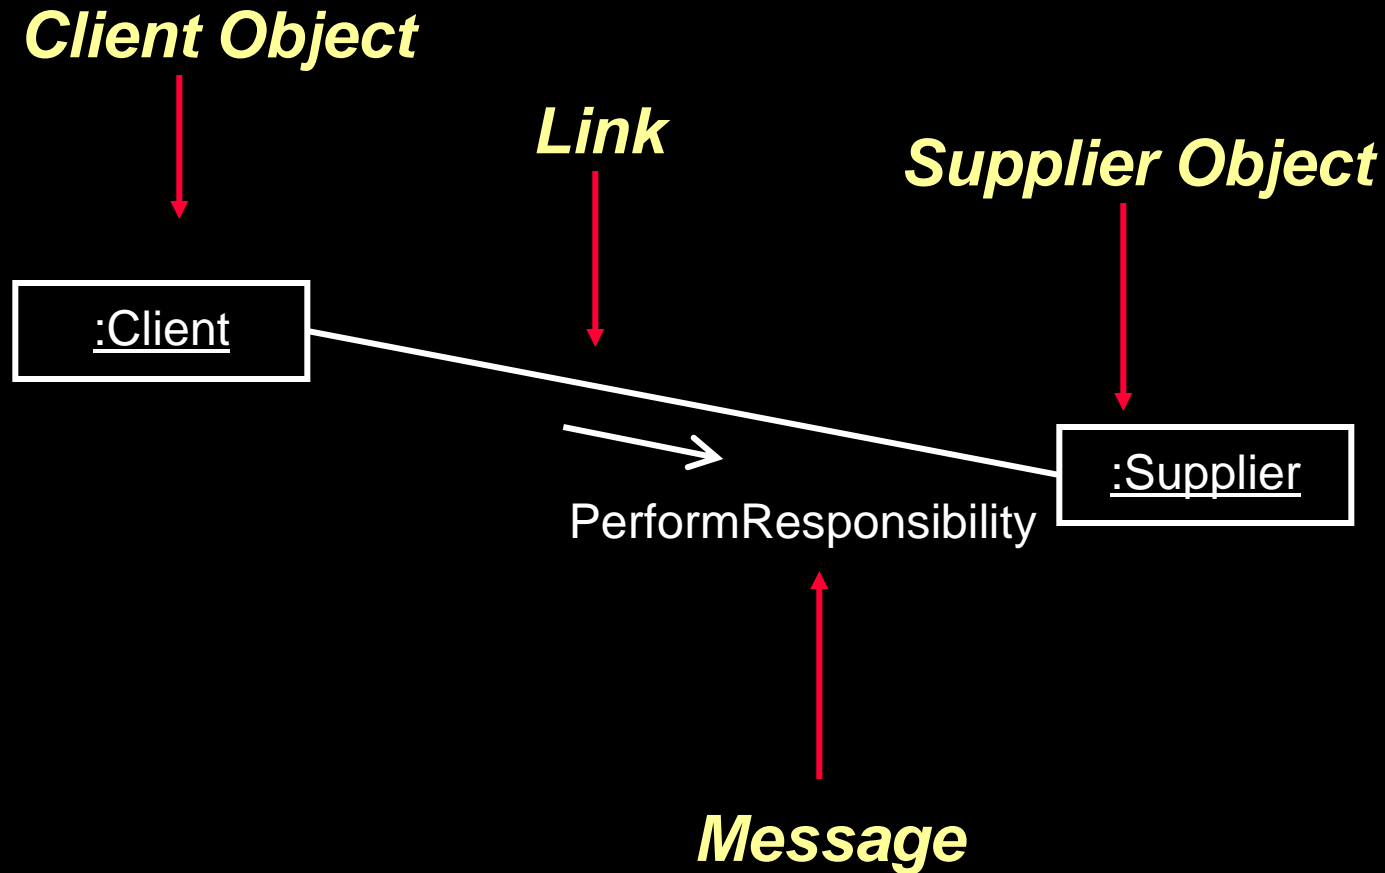 Client Object
Link
Supplier Object
:Client
:Supplier
PerformResponsibility
Message